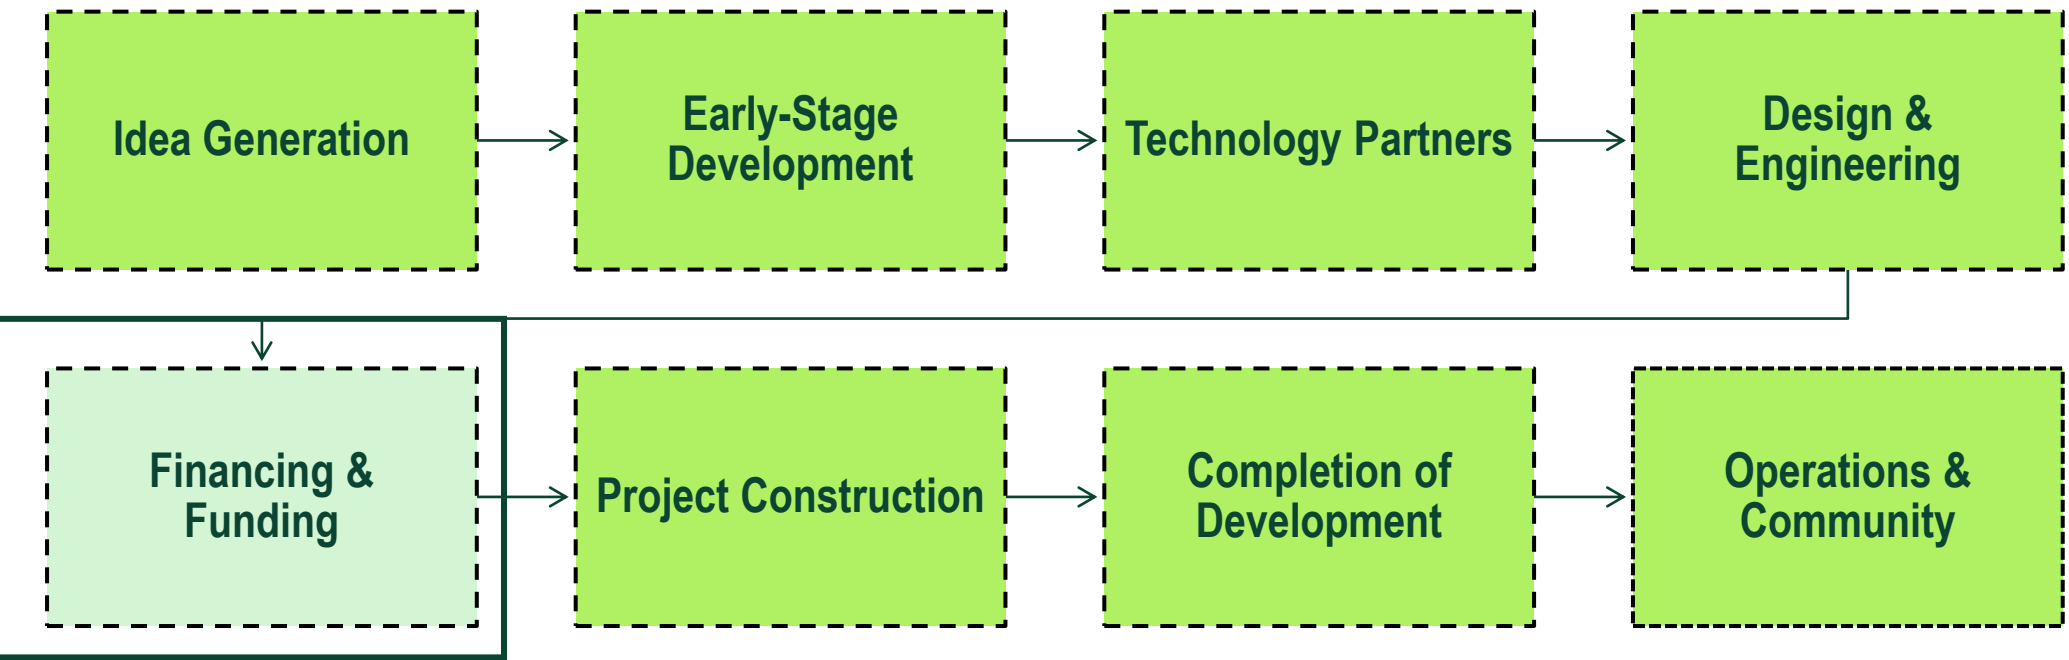 Idea Generation
Early-Stage
Development
Technology Partners
Design &
Engineering
Financing &
Funding
Project Construction
Completion of
Development
Operations &
Community